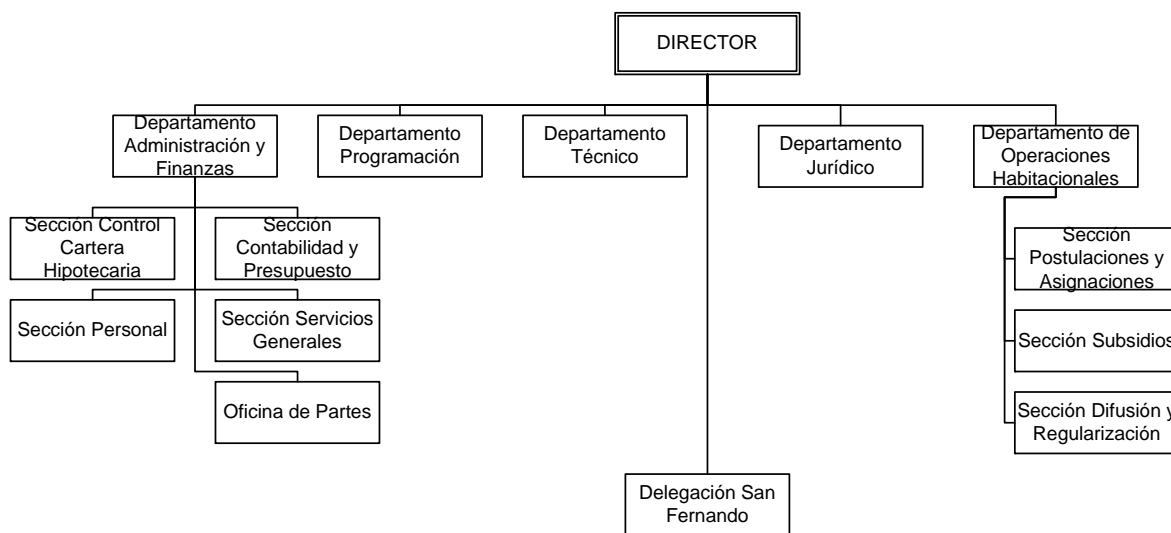 DIRECTOR
Departamento
Administración y
Finanzas
Departamento
Programación
Departamento
Técnico
Departamento
Jurídico
Departamento de
Operaciones
Habitacionales
Sección Control
Cartera
Hipotecaria
Sección
Contabilidad y
Presupuesto
Sección Personal
Sección Servicios
Generales
Oficina de Partes
Sección
Postulaciones y
Asignaciones
Sección Subsidios
Sección Difusión y
Regularización
Delegación San
Fernando